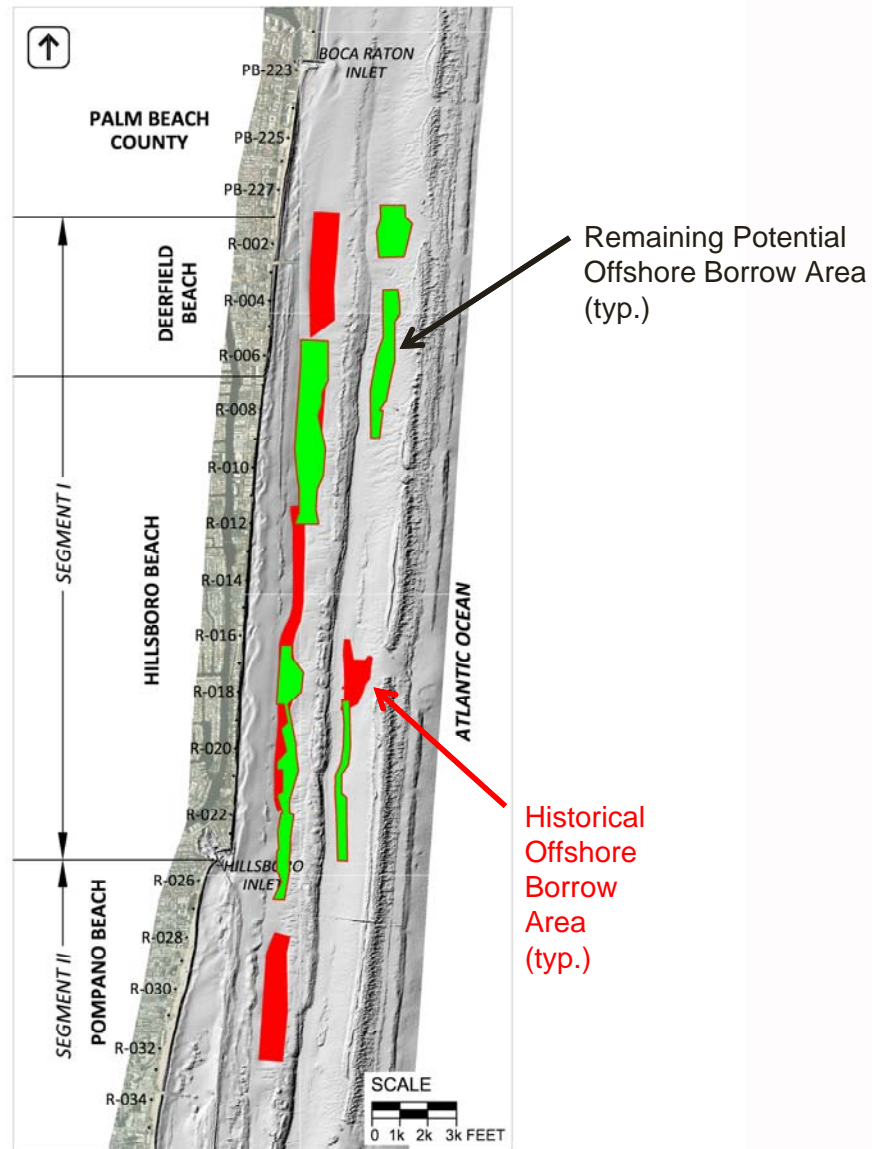 BOCA RATON
INLET
PB-223
PALM BEACH
COUNTY
PB-225
PB-227
R-002
DEERFIELD
BEACH
R-004
R-006
R-008
R-010
R-012
R-014
R-016
R-018
R-020
R-022
HILLSBORO BEACH
SEGMENT I
HILLSBORO
INLET
R-026
R-028
R-030
R-032
R-034
POMPANO BEACH
SEGMENT II
ATLANTIC OCEAN
Remaining Potential
Offshore Borrow Area
(typ.)
Historical
Offshore
Borrow
Area
(typ.)
SCALE
0 1k 2k 3k FEET